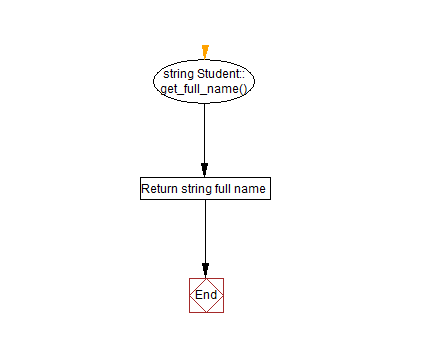 string Student::
get_full_name()
Return string full name
End